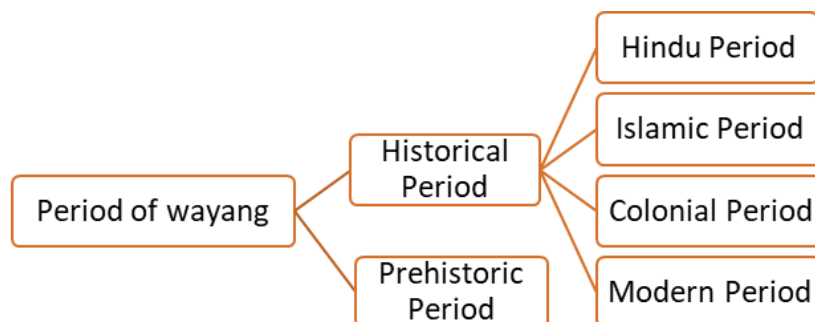 Period of wayang
Historical
Period
Prehistoric
Period
Hindu Period
Islamic Period
Colonial Period
Modern Period